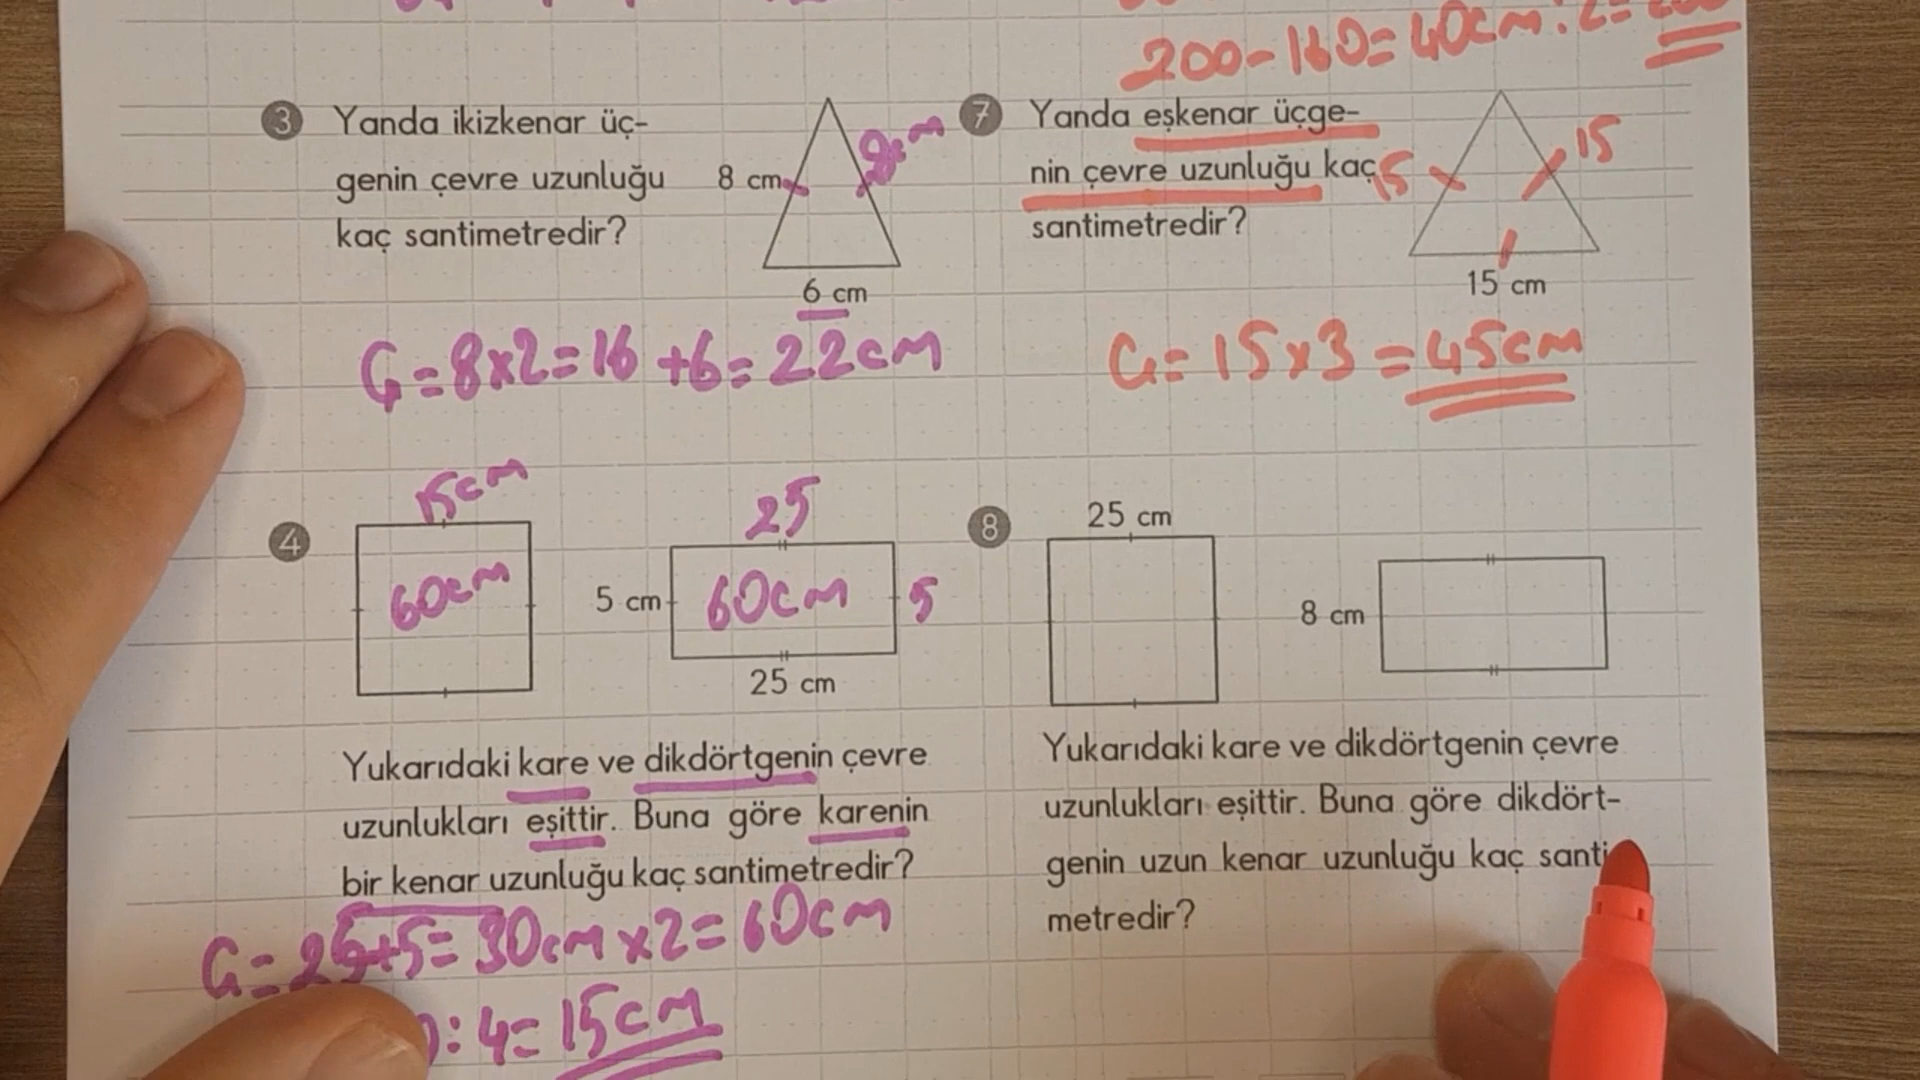 200-160=40cm:2=
3 Yanda ikizkenar üç-
genin çevre uzunluğu
kaç santimetredir?
8 cm
8cm
6 cm
Ç=8x2=16 +6=22cm
7 Yanda eşkenar üçge-
nin çevre uzunluğu kaç
santimetredir?
15
15
15 cm
Ç=15x3=45cm
4
15cm
60cm
25
5 cm
60cm
5
25 cm
Yukarıdaki kare ve dikdörtgenin çevre
uzunlukları eşittir. Buna göre karenin
bir kenar uzunluğu kaç santimetredir?
Ç=25+5=30cm x2=60cm
:4=15cm
8
25 cm
8 cm
Yukarıdaki kare ve dikdörtgenin çevre
uzunlukları eşittir. Buna göre dikdört-
genin uzun kenar uzunluğu kaç santi
metredir?